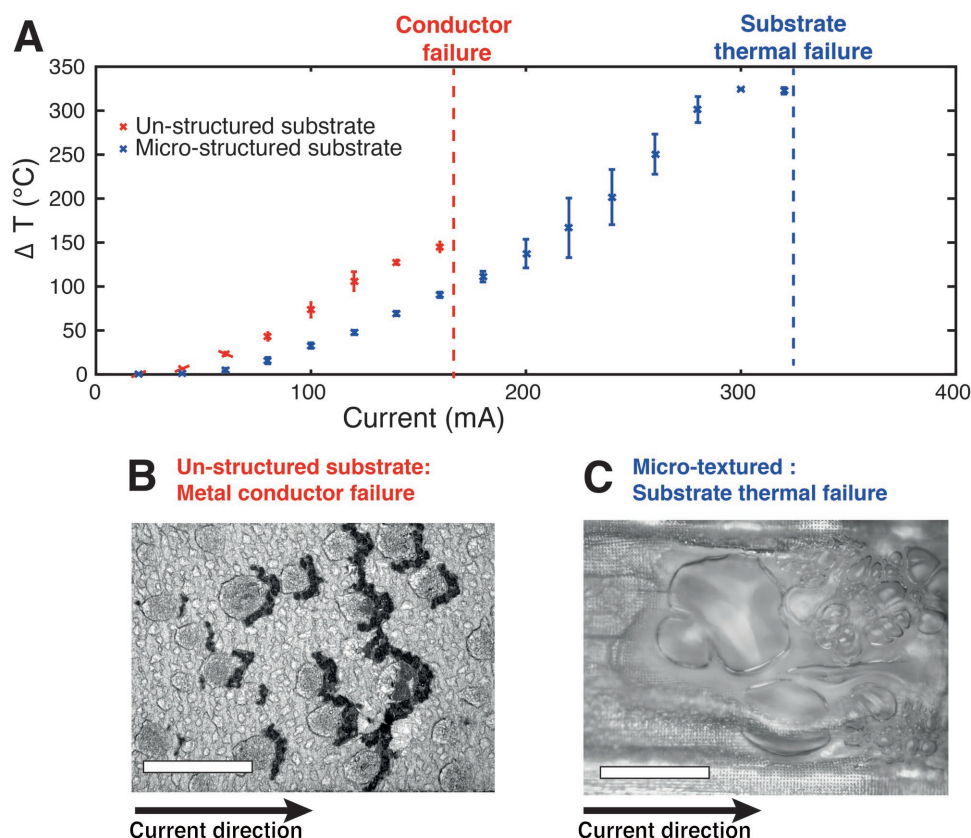 A
Conductor
failure
Substrate
thermal failure
350
300
250
200
150
100
50
0
Δ T (°C)
Un-structured substrate
Micro-structured substrate
0
100
200
300
400
Current (mA)
B
Un-structured substrate:
Metal conductor failure
Current direction
C
Micro-textured :
Substrate thermal failure
Current direction